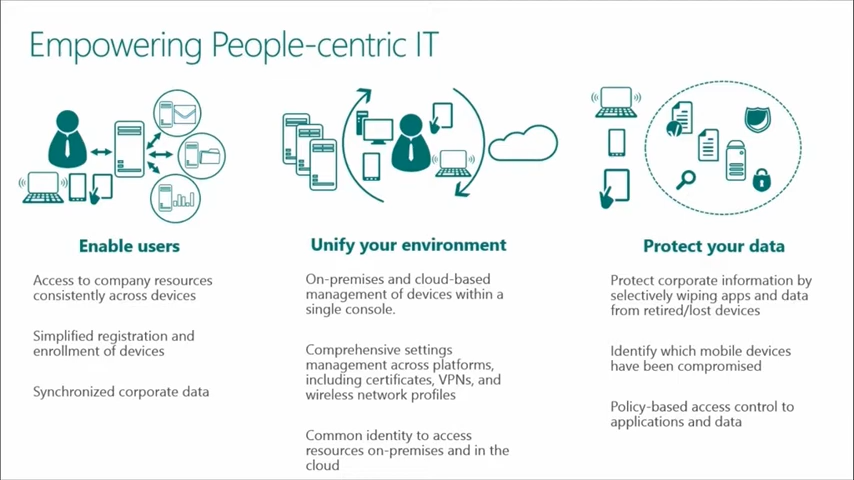 Empowering People-centric IT
Enable users
Access to company resources
consistently across devices
Simplified registration and
enrollment of devices
Synchronized corporate data
Unify your environment
On-premises and cloud-based
management of devices within a
single console.
Comprehensive settings
management across platforms,
including certificates, VPNs, and
wireless network profiles
Common identity to access
resources on-premises and in the
cloud
Protect your data
Protect corporate information by
selectively wiping apps and data
from retired/lost devices
Identify which mobile devices
have been compromised
Policy-based access control to
applications and data